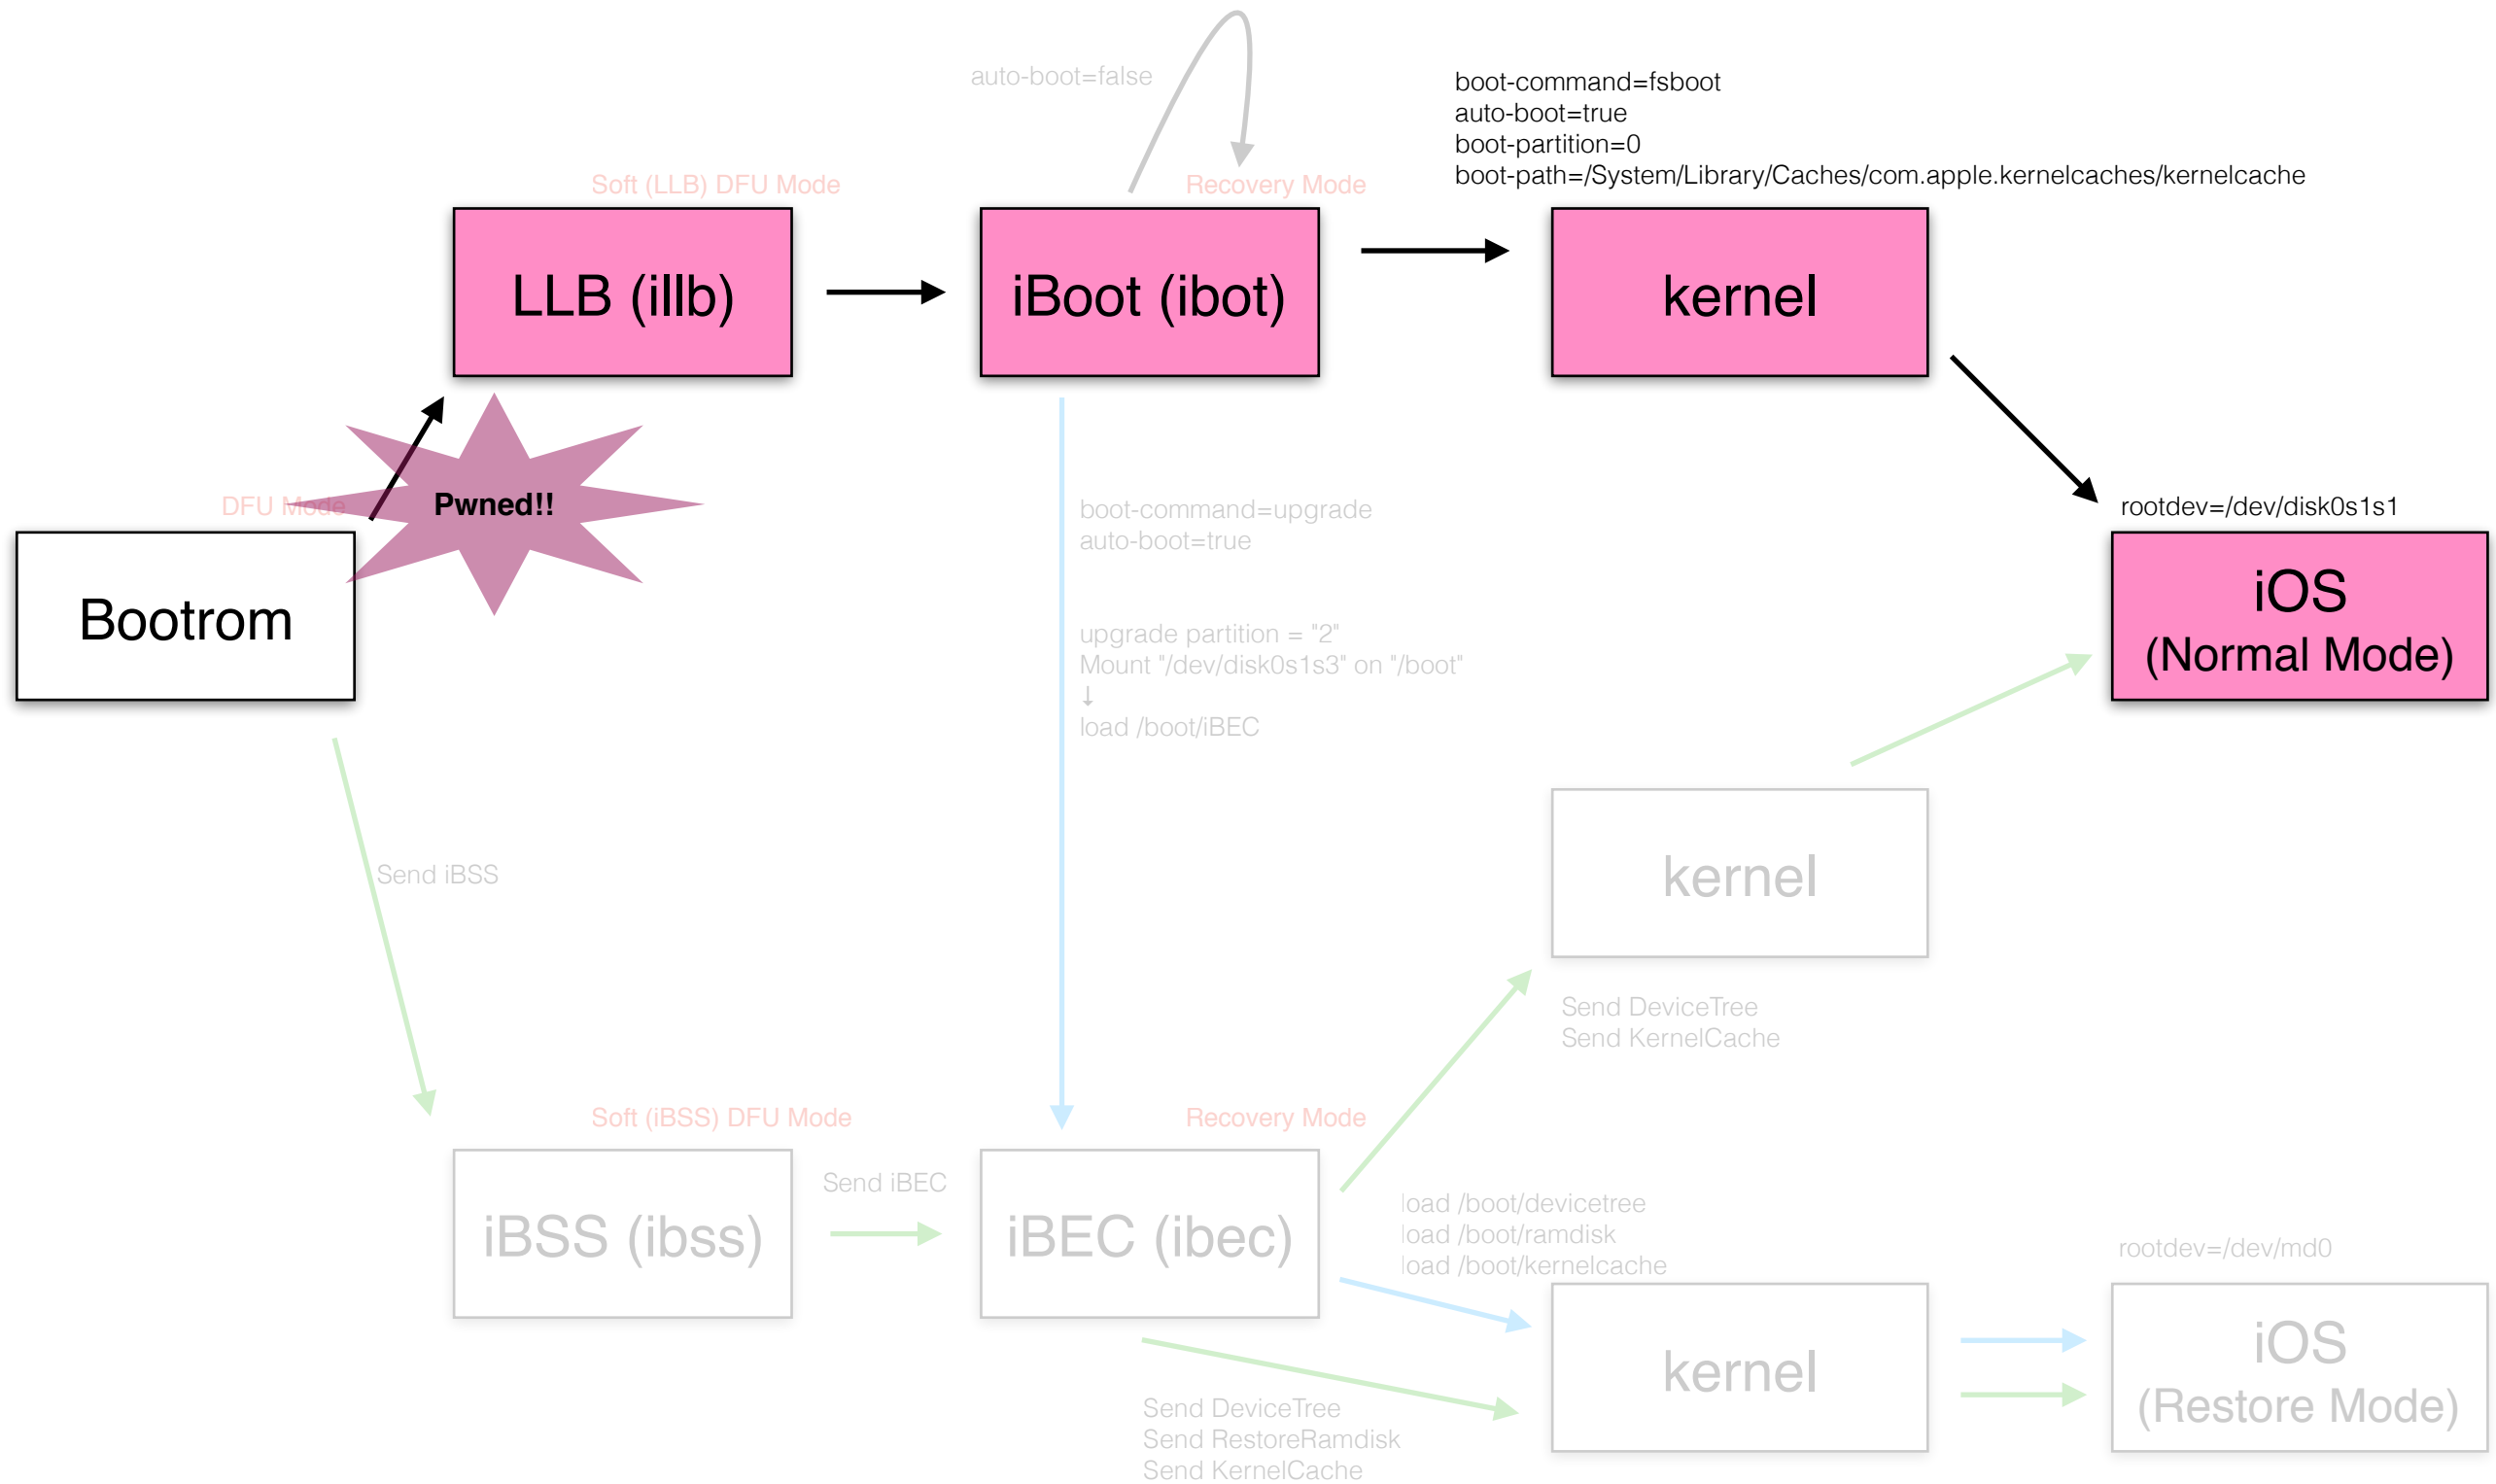 auto-boot=false
boot-command=fsboot
auto-boot=true
boot-partition=0
boot-path=/System/Library/Caches/com.apple.kernelcaches/kernelcache
Soft (LLB) DFU Mode
Recovery Mode
LLB (illb)
iBoot (ibot)
kernel
DFU Mode
Pwned!!
boot-command=upgrade
auto-boot=true
rootdev=/dev/disk0s1s1
Bootrom
iOS
(Normal Mode)
upgrade partition = "2"
Mount "/dev/disk0s1s3" on "/boot"
↓
load /boot/iBEC
Send iBSS
kernel
Send DeviceTree
Send KernelCache
Soft (iBSS) DFU Mode
Recovery Mode
Send iBEC
iBSS (ibss)
iBEC (ibec)
load /boot/devicetree
load /boot/ramdisk
load /boot/kernelcache
rootdev=/dev/md0
kernel
iOS
(Restore Mode)
Send DeviceTree
Send RestoreRamdisk
Send KernelCache